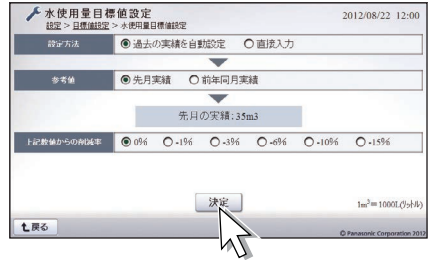 水使用量目標値設定
2012/08/22 12:00
設定 > 目標値設定 > 水使用量目標値設定
設定方法 過去の実績を自動設定 直接入力
参考値 先月実績 前年同月実績
先月の実績:35m3
上記数値からの削減率 0% -1% -3% -6% -10% -15%
決定
1m³=1000L(リットル)
戻る
© Panasonic Corporation 2012